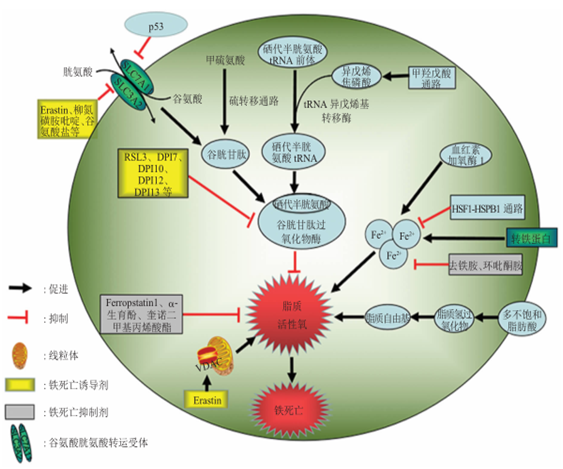 p53
胱氨酸
SLC7A1
SLC3A
谷氨酸
Erastin、柳氮
磺胺吡啶、谷
氨酸盐等
甲硫氨酸
硫转移通路
硒代半胱氨酸
tRNA 前体
异戊烯
焦磷酸
甲羟戊酸
通路
tRNA 异戊烯基
转移酶
RSL3、DPI7、
DPI10、
DPI12、
DPI13 等
谷胱甘肽
硒代半胱
氨酸 tRNA
血红素
加氧酶 1
硒代半胱氨酸
谷胱甘肽过
氧化物酶
HSF1-HSPB1 通路
Fe²⁺
Fe²⁺
Fe²⁺
转铁蛋白
去铁胺、环吡酮胺
Ferropstatin1、α-
生育酚、奎诺二
甲基丙烯酸酯
脂质
活性氧
脂质自由基
脂质氢过
氧化物
多不饱和
脂肪酸
VDAC
Erastin
铁死亡
: 促进
: 抑制
: 线粒体
: 铁死亡诱导剂
: 铁死亡抑制剂
: 谷氨酸胱氨酸转运受体